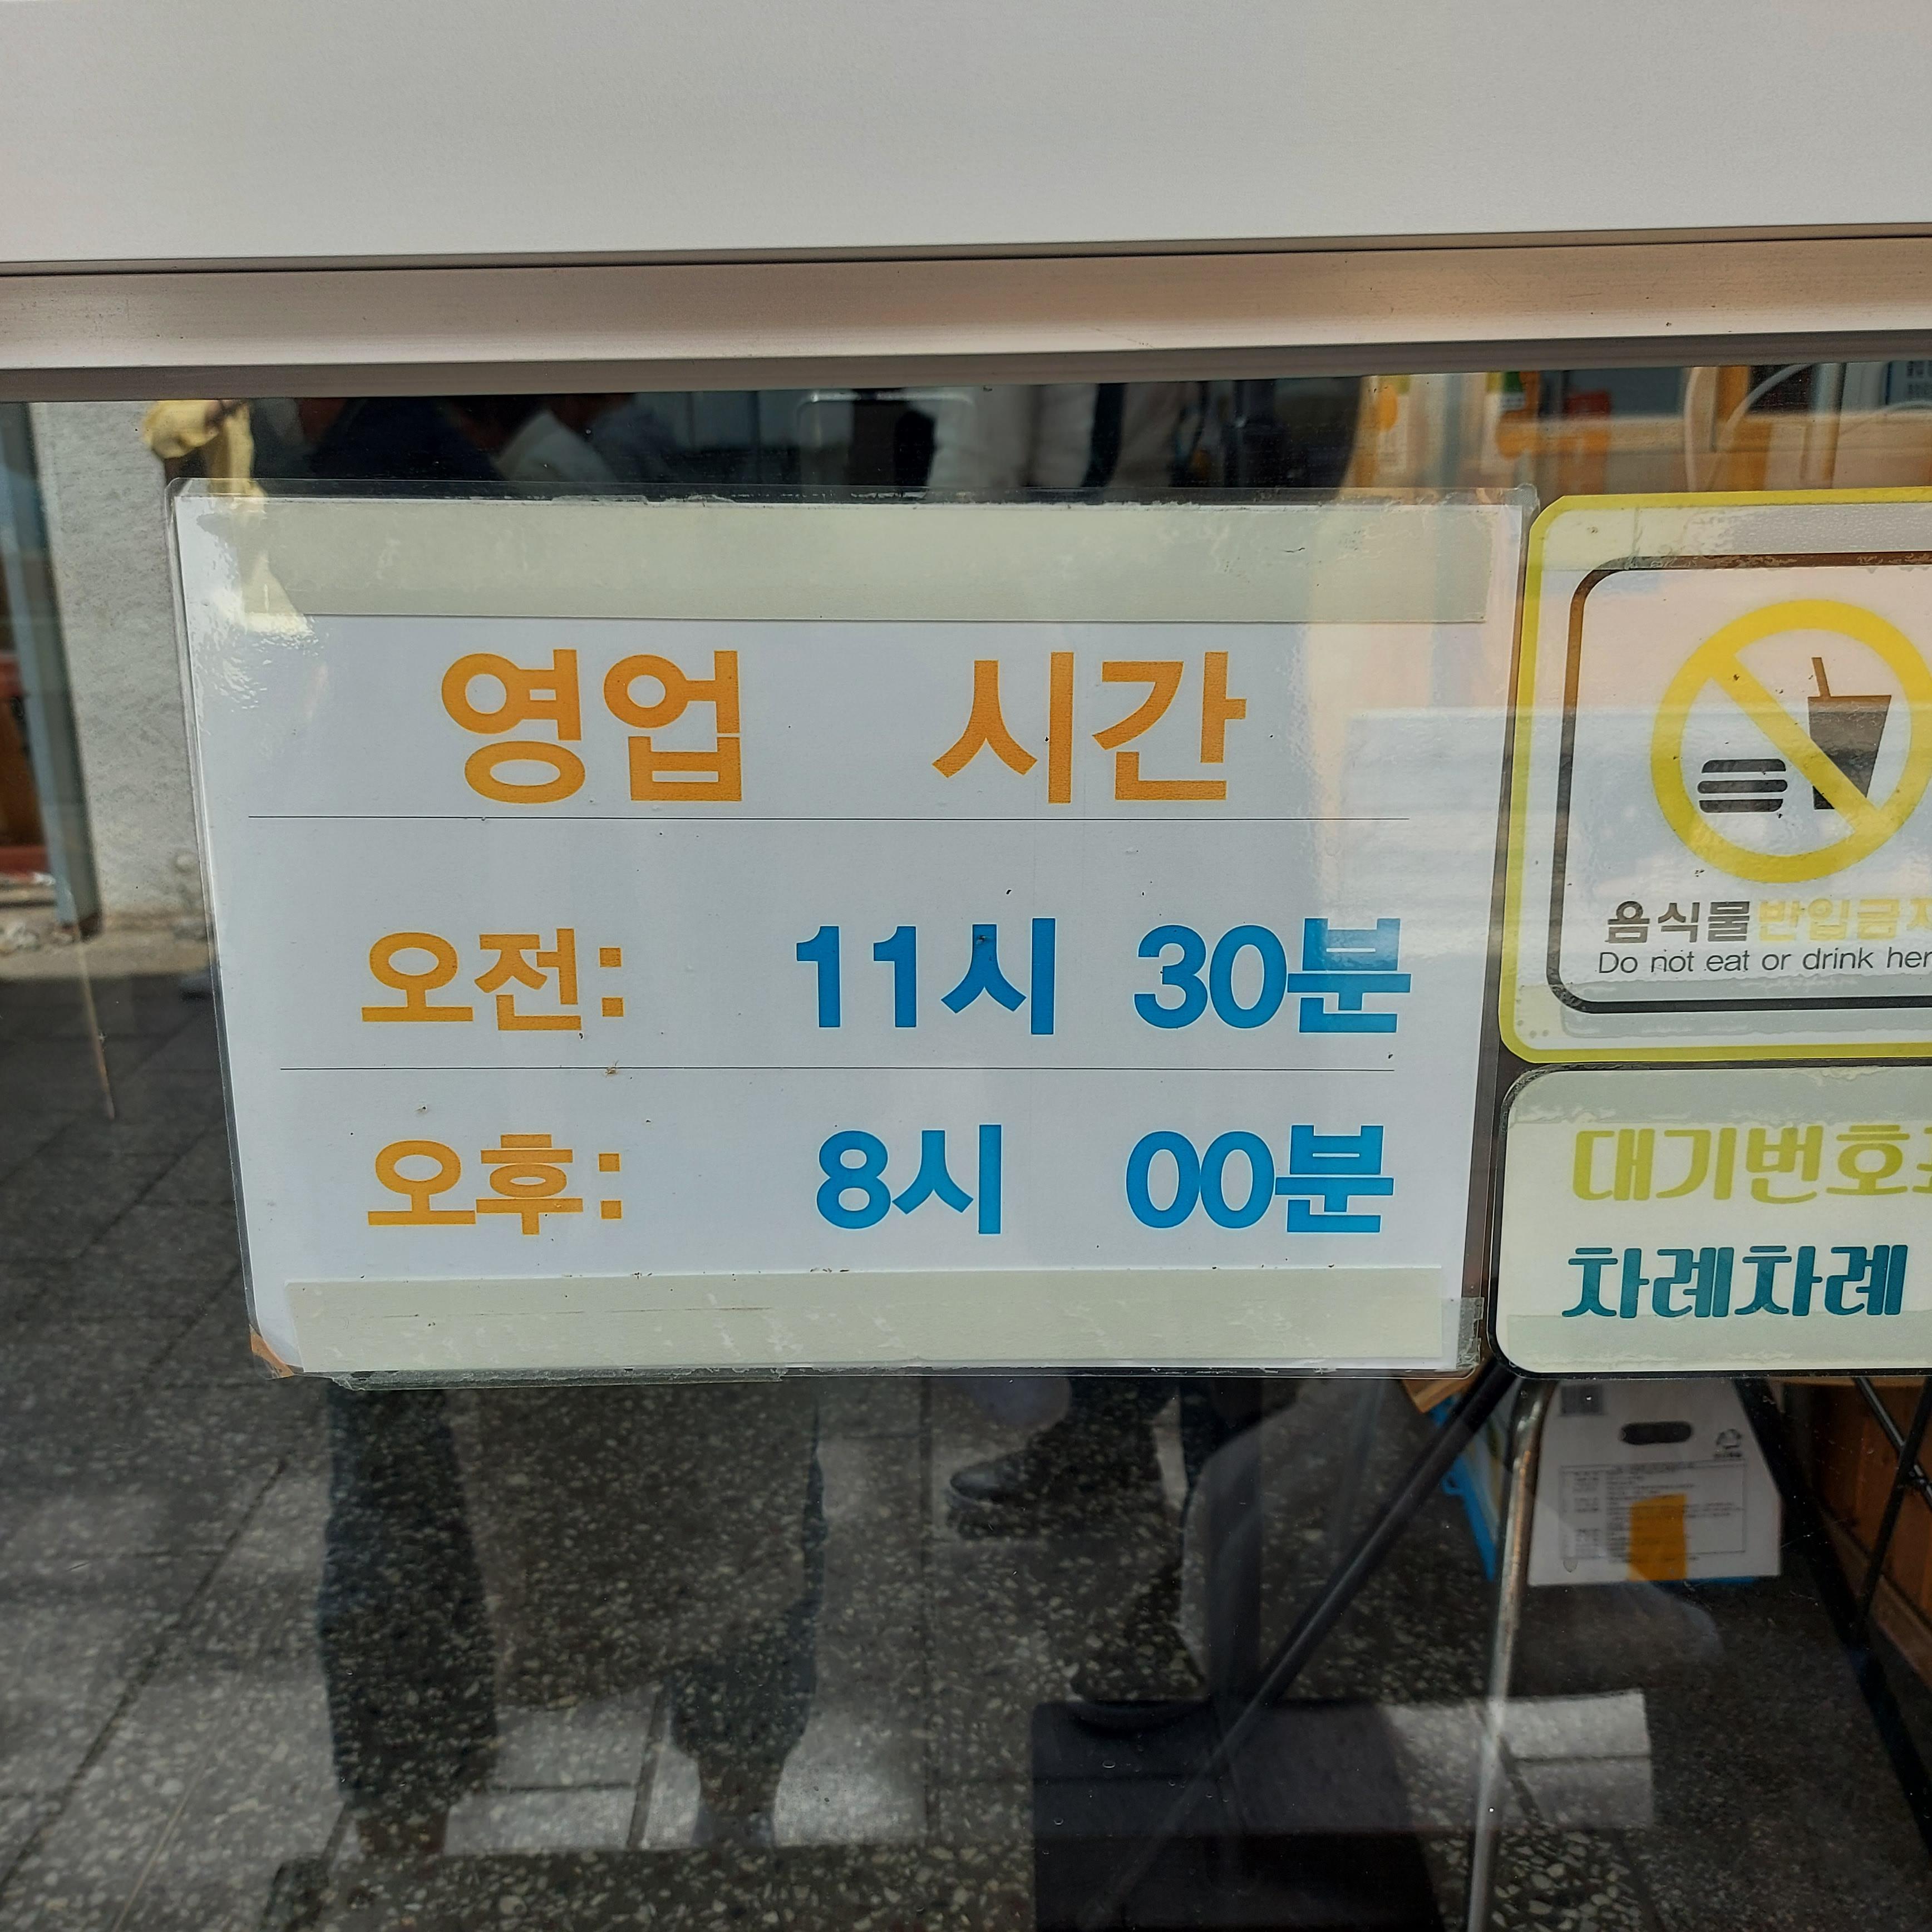 영업 시간
오전: 11시 30분
오후: 8시 00분
음식물반입금
Do not eat or drink
대기번호
차례차례